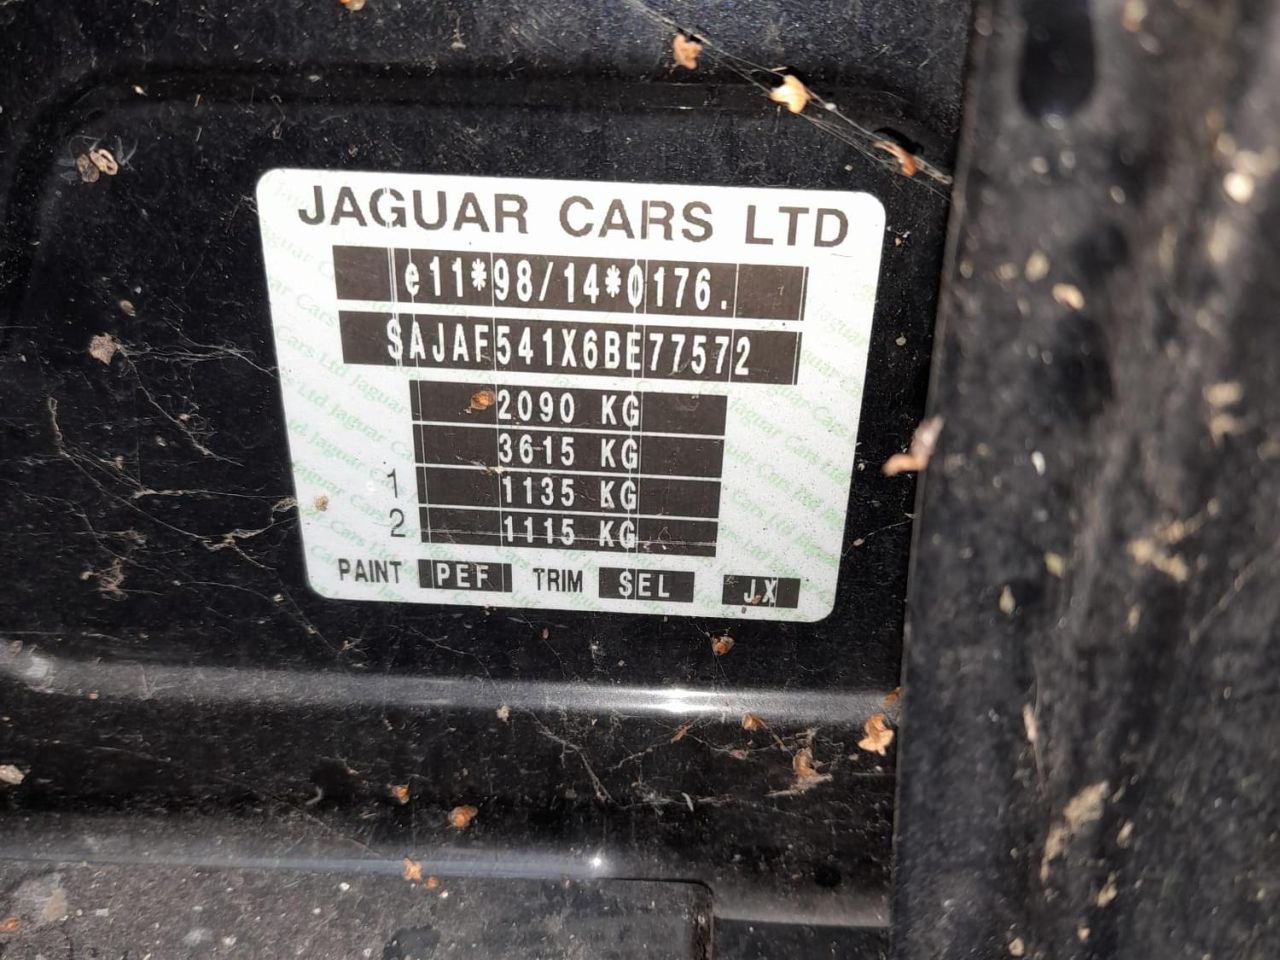 JAGUAR CARS LTD
e11*98/14*0176.
SAJAF541X6BE77572
2090 KG
3615 KG
1 1135 KG
2 1115 KG
PAINT PEF TRIM SEL JX